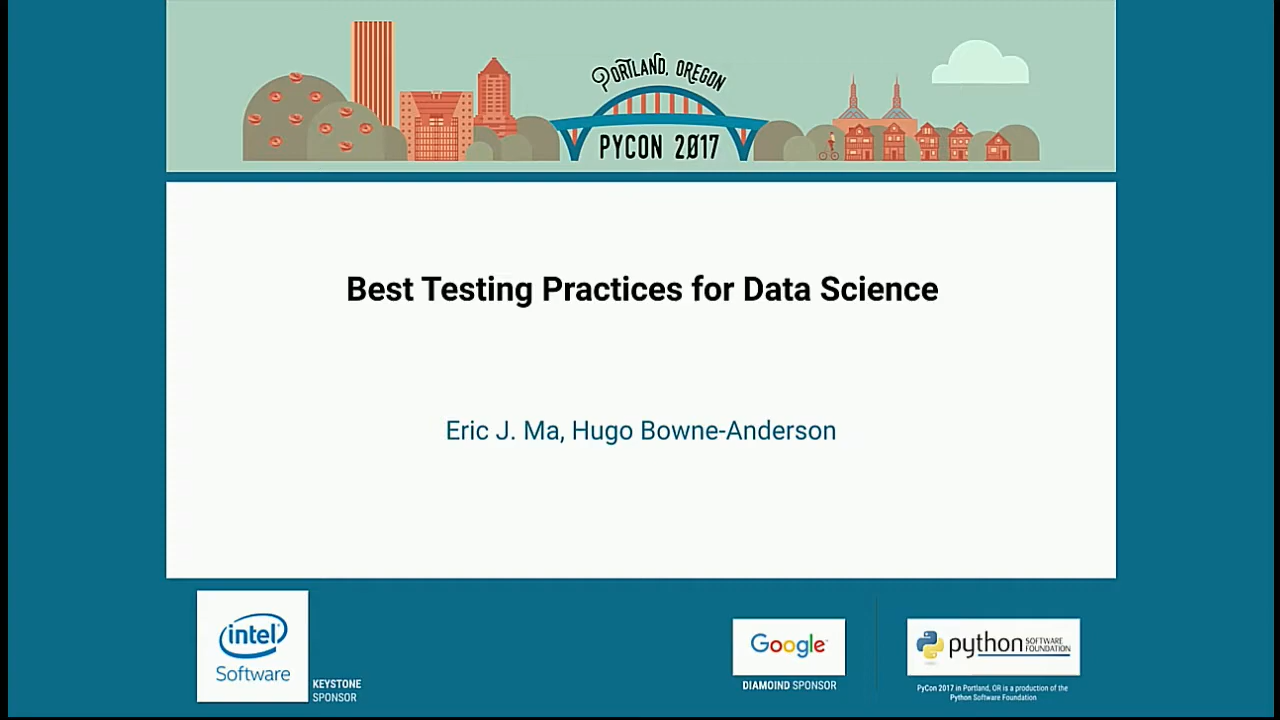 PORTLAND, OREGON
PYCON 2017
Best Testing Practices for Data Science
Eric J. Ma, Hugo Bowne-Anderson
intel
Software
KEYSTONE
SPONSOR
Google
DIAMOIND SPONSOR
python SOFTWARE
FOUNDATION
PyCon 2017 in Portland, OR is a production of the
Python Software Foundation